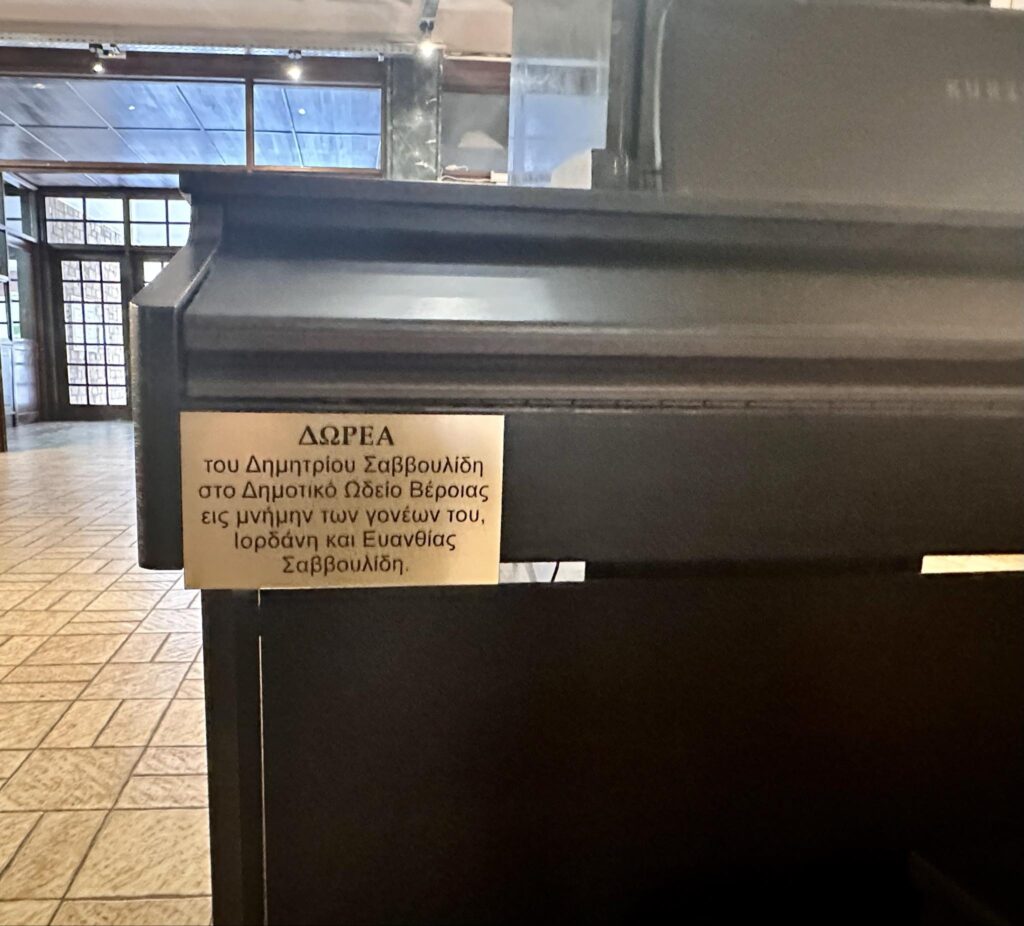 ΔΩΡΕΑ
του Δημητρίου Σαββουλίδη
στο Δημοτικό Ωδείο Βέροιας
εις μνήμην των γονέων του,
Ιορδάνη και Ευανθίας
Σαββουλίδη.